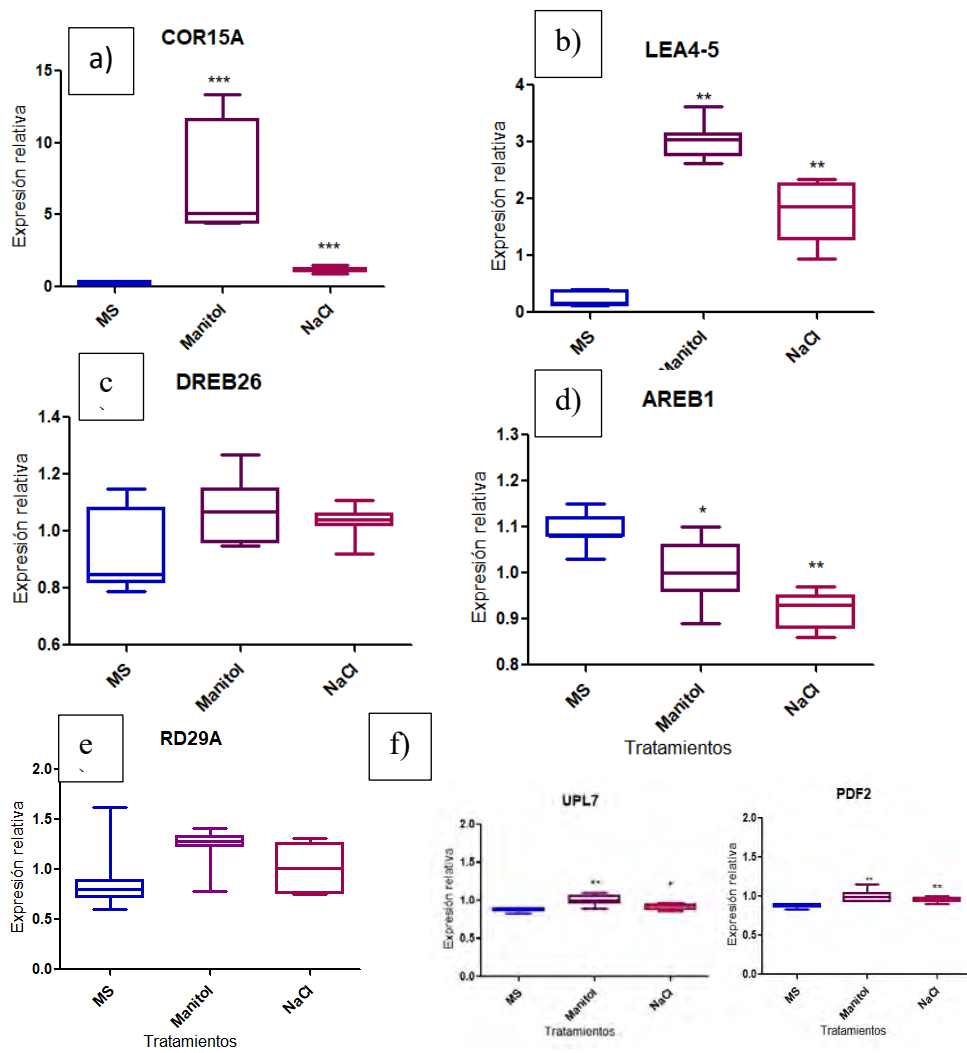 a)
COR15A
Expresión relativa
15
10
5
0
***
***
MS
Manitol
NaCl
b)
LEA4-5
Expresión relativa
4
3
2
1
0
**
**
MS
Manitol
NaCl
c
`
DREB26
Expresión relativa
1.4
1.2
1.0
0.8
0.6
MS
Manitol
NaCl
d)
AREB1
Expresión relativa
1.3
1.2
1.1
1.0
0.9
0.8
*
**
MS
Manitol
NaCl
Tratamientos
e
`
RD29A
Expresión relativa
2.0
1.5
1.0
0.5
0.0
MS
Manitol
NaCl
Tratamientos
f)
UPL7
Expresión relativa
2.0
1.5
1.0
0.5
0.0
**
*
MS
Manitol
NaCl
Tratamientos
PDF2
Expresión relativa
2.0
1.5
1.0
0.5
0.0
**
**
MS
Manitol
NaCl
Tratamientos